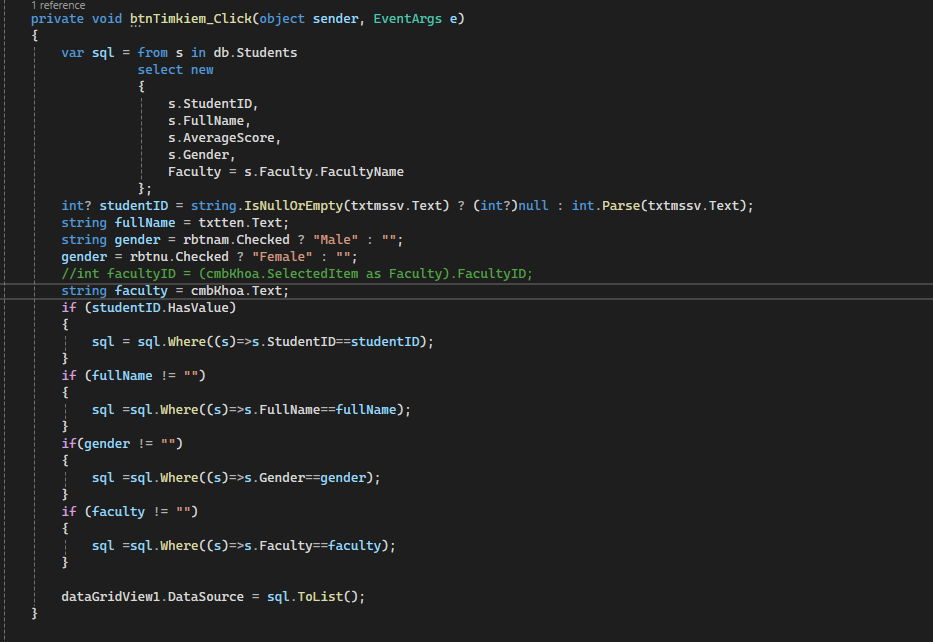 1 reference
private void btnTimkiem_Click(object sender, EventArgs e)
{
var sql = from s in db.Students
select new
{
s.StudentID,
s.FullName,
s.AverageScore,
s.Gender,
Faculty = s.Faculty.FacultyName
};
int? studentID = string.IsNullOrEmpty(txtmssv.Text) ? (int?)null : int.Parse(txtmssv.Text);
string fullName = txtten.Text;
string gender = rbtnam.Checked ? "Male" : "";
gender = rbtnu.Checked ? "Female" : "";
//int facultyID = (cmbKhoa.SelectedItem as Faculty).FacultyID;
string faculty = cmbKhoa.Text;
if (studentID.HasValue)
{
sql = sql.Where((s)=>s.StudentID==studentID);
}
if (fullName != "")
{
sql =sql.Where((s)=>s.FullName==fullName);
}
if(gender != "")
{
sql =sql.Where((s)=>s.Gender==gender);
}
if (faculty != "")
{
sql =sql.Where((s)=>s.Faculty==faculty);
}
dataGridView1.DataSource = sql.ToList();
}